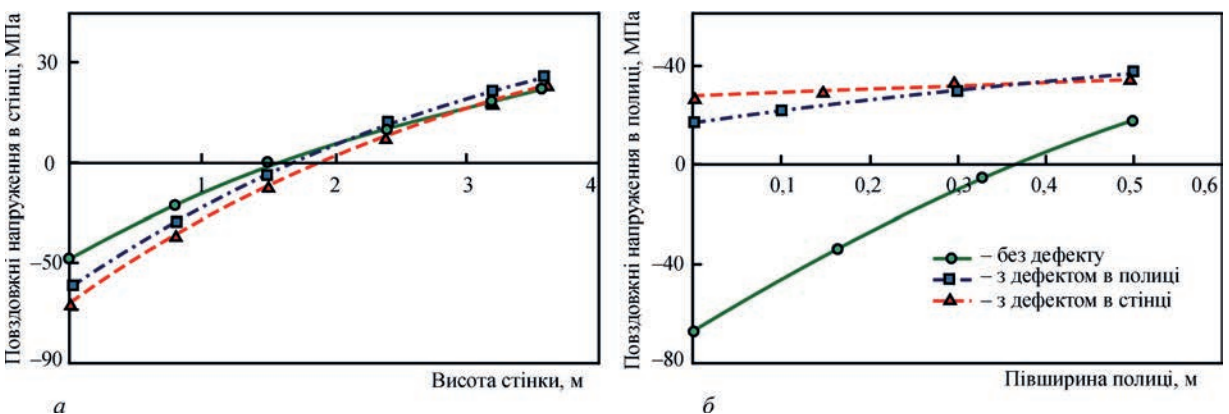 Повздовжні напруження в стінці, МПа
30
0
–50
–90
1
2
3
4
Висота стінки, м
а
Повздовжні напруження в полиці, МПа
–40
0
–40
–80
0,1
0,2
0,3
0,4
0,5
0,6
– без дефекту
– з дефектом в полиці
– з дефектом в стінці
Півширина полиці, м
б